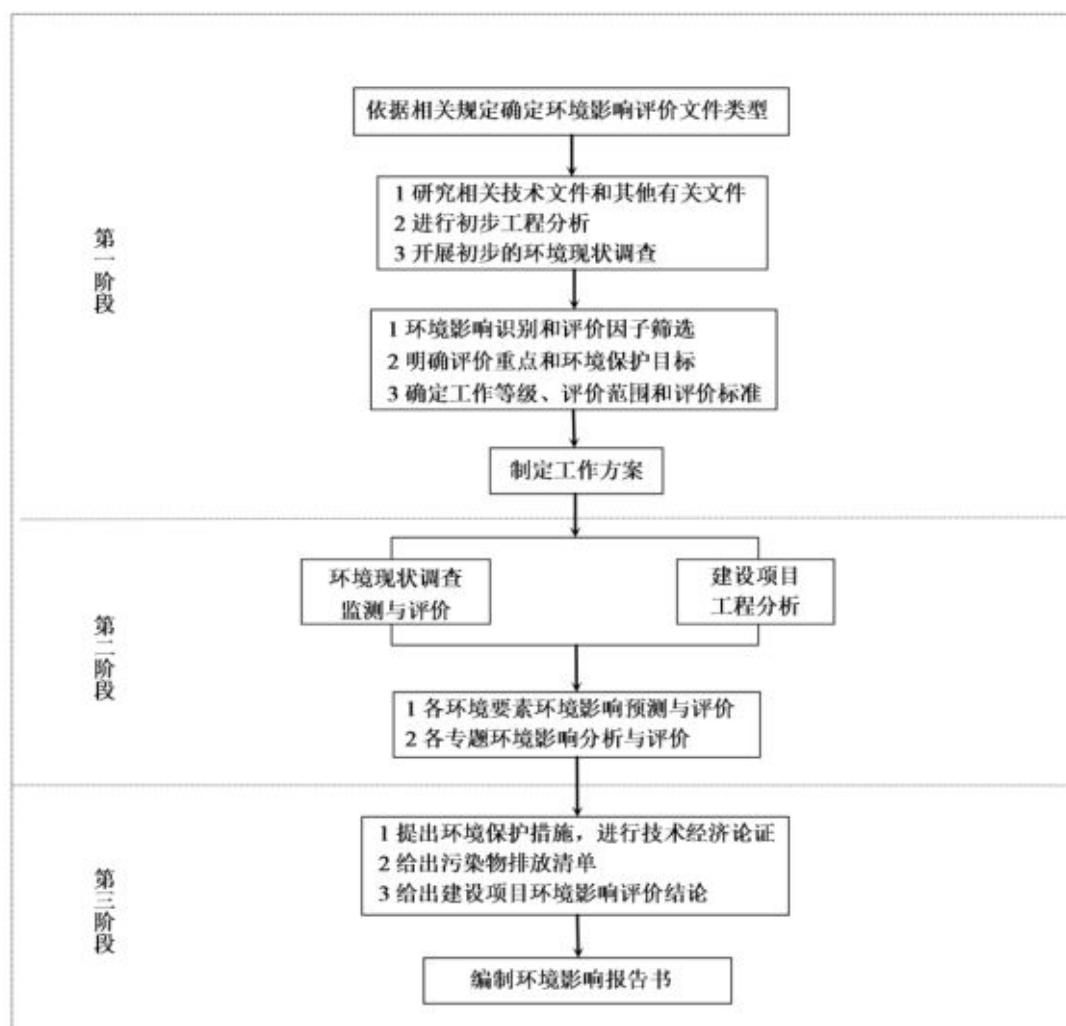 依据相关规定确定环境影响评价文件类型
1 研究相关技术文件和其他有关文件
2 进行初步工程分析
3 开展初步的环境现状调查
第一阶段
1 环境影响识别和评价因子筛选
2 明确评价重点和环境保护目标
3 确定工作等级、评价范围和评价标准
制定工作方案
环境现状调查
监测与评价
建设项目
工程分析
第二阶段
1 各环境要素环境影响预测与评价
2 各专题环境影响分析与评价
1 提出环境保护措施，进行技术经济论证
2 给出污染物排放清单
3 给出建设项目环境影响评价结论
第三阶段
编制环境影响报告书